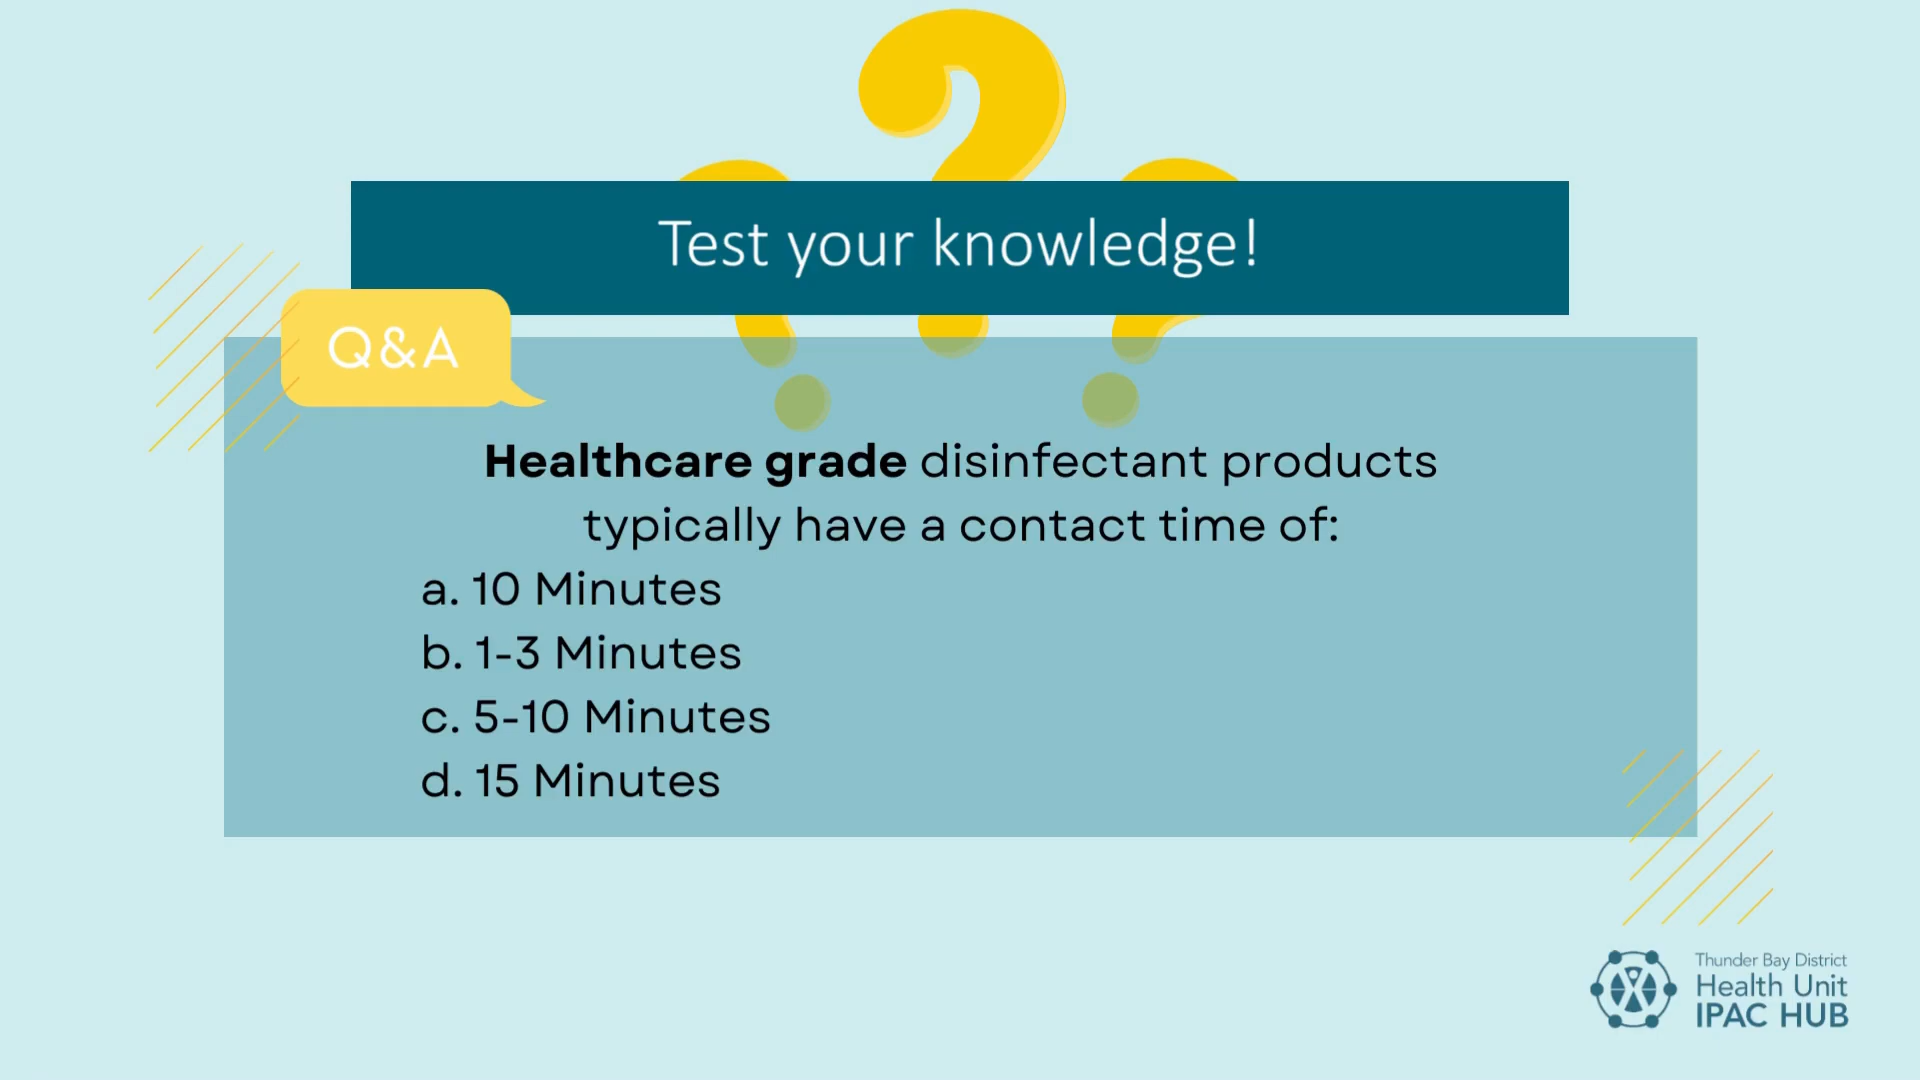 Test your knowledge!
Q&A
Healthcare grade disinfectant products
typically have a contact time of:
a. 10 Minutes
b. 1-3 Minutes
c. 5-10 Minutes
d. 15 Minutes
Thunder Bay District
Health Unit
IPAC HUB